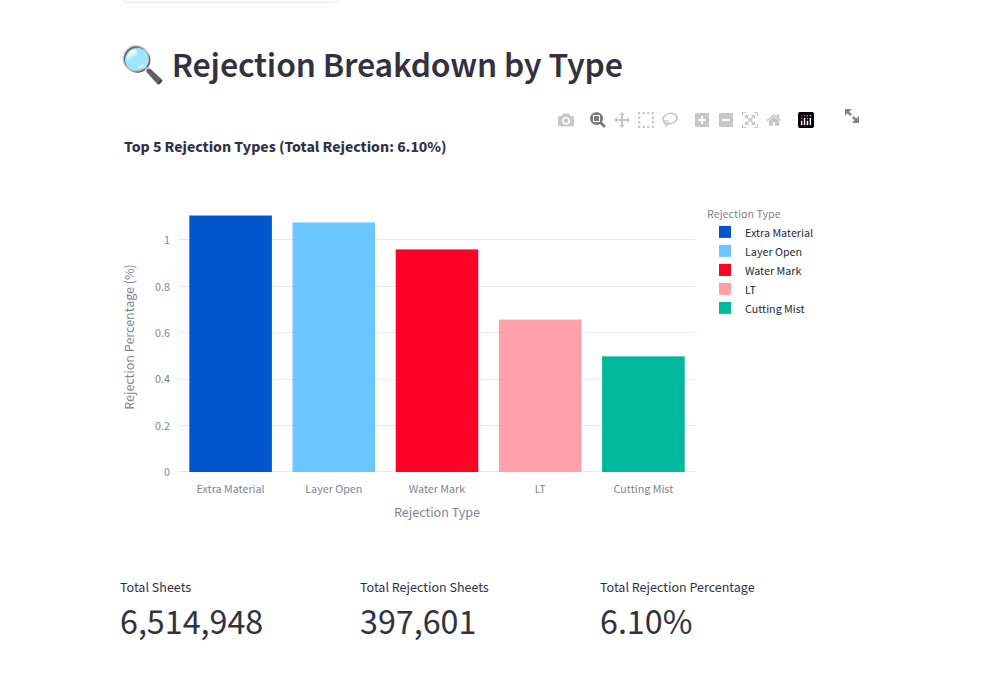 🔍 Rejection Breakdown by Type
Top 5 Rejection Types (Total Rejection: 6.10%)
Rejection Type
Extra Material
Layer Open
Water Mark
LT
Cutting Mist
Rejection Percentage (%)
1
0.8
0.6
0.4
0.2
0
Extra Material Layer Open Water Mark LT Cutting Mist
Rejection Type
Total Sheets Total Rejection Sheets Total Rejection Percentage
6,514,948 397,601 6.10%